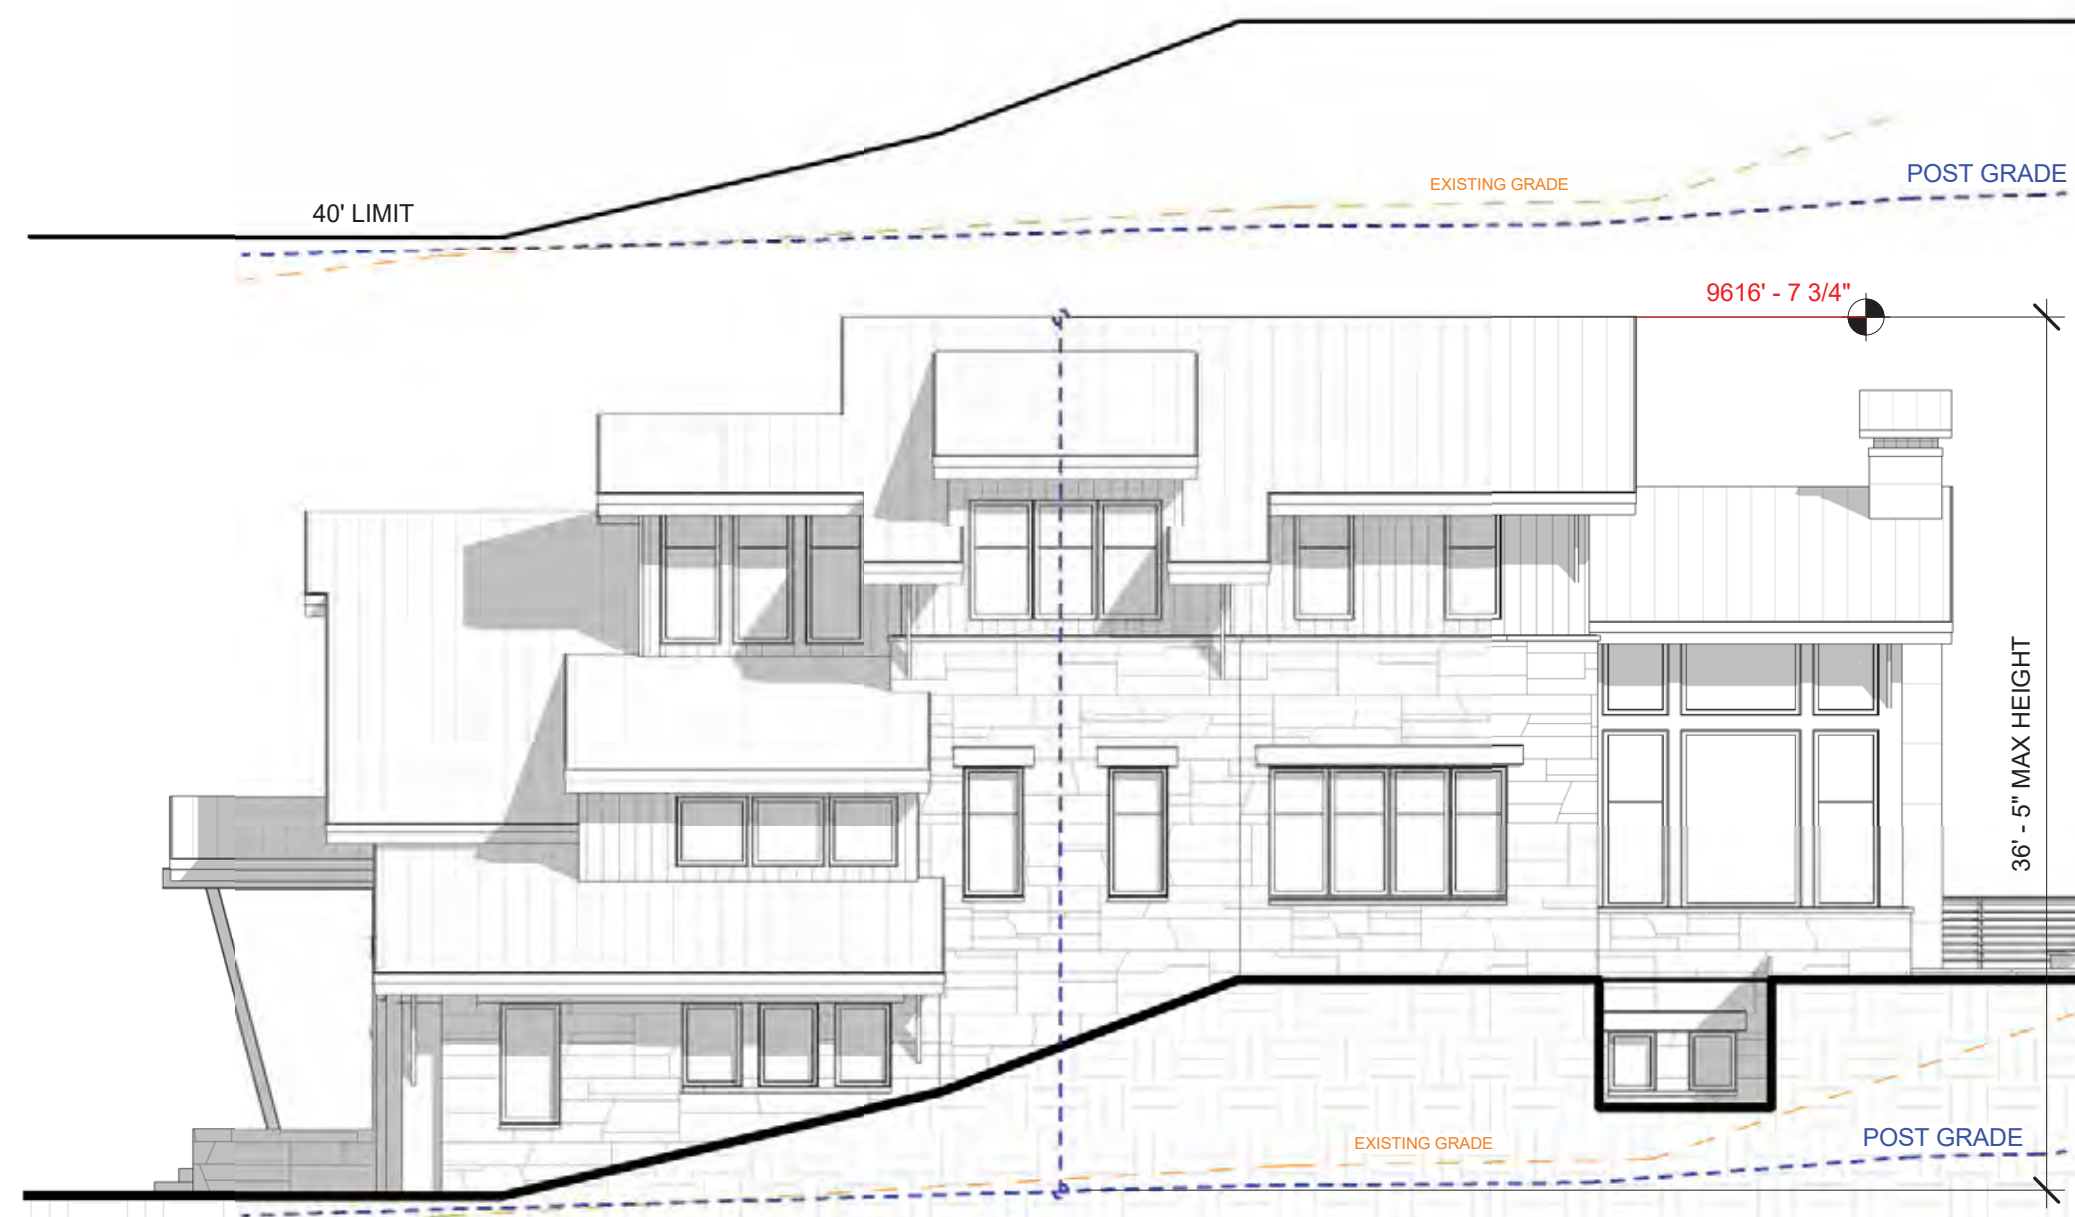 EXISTING GRADE
POST GRADE
40' LIMIT
9616' - 7 3/4"
36' - 5" MAX HEIGHT
EXISTING GRADE
POST GRADE